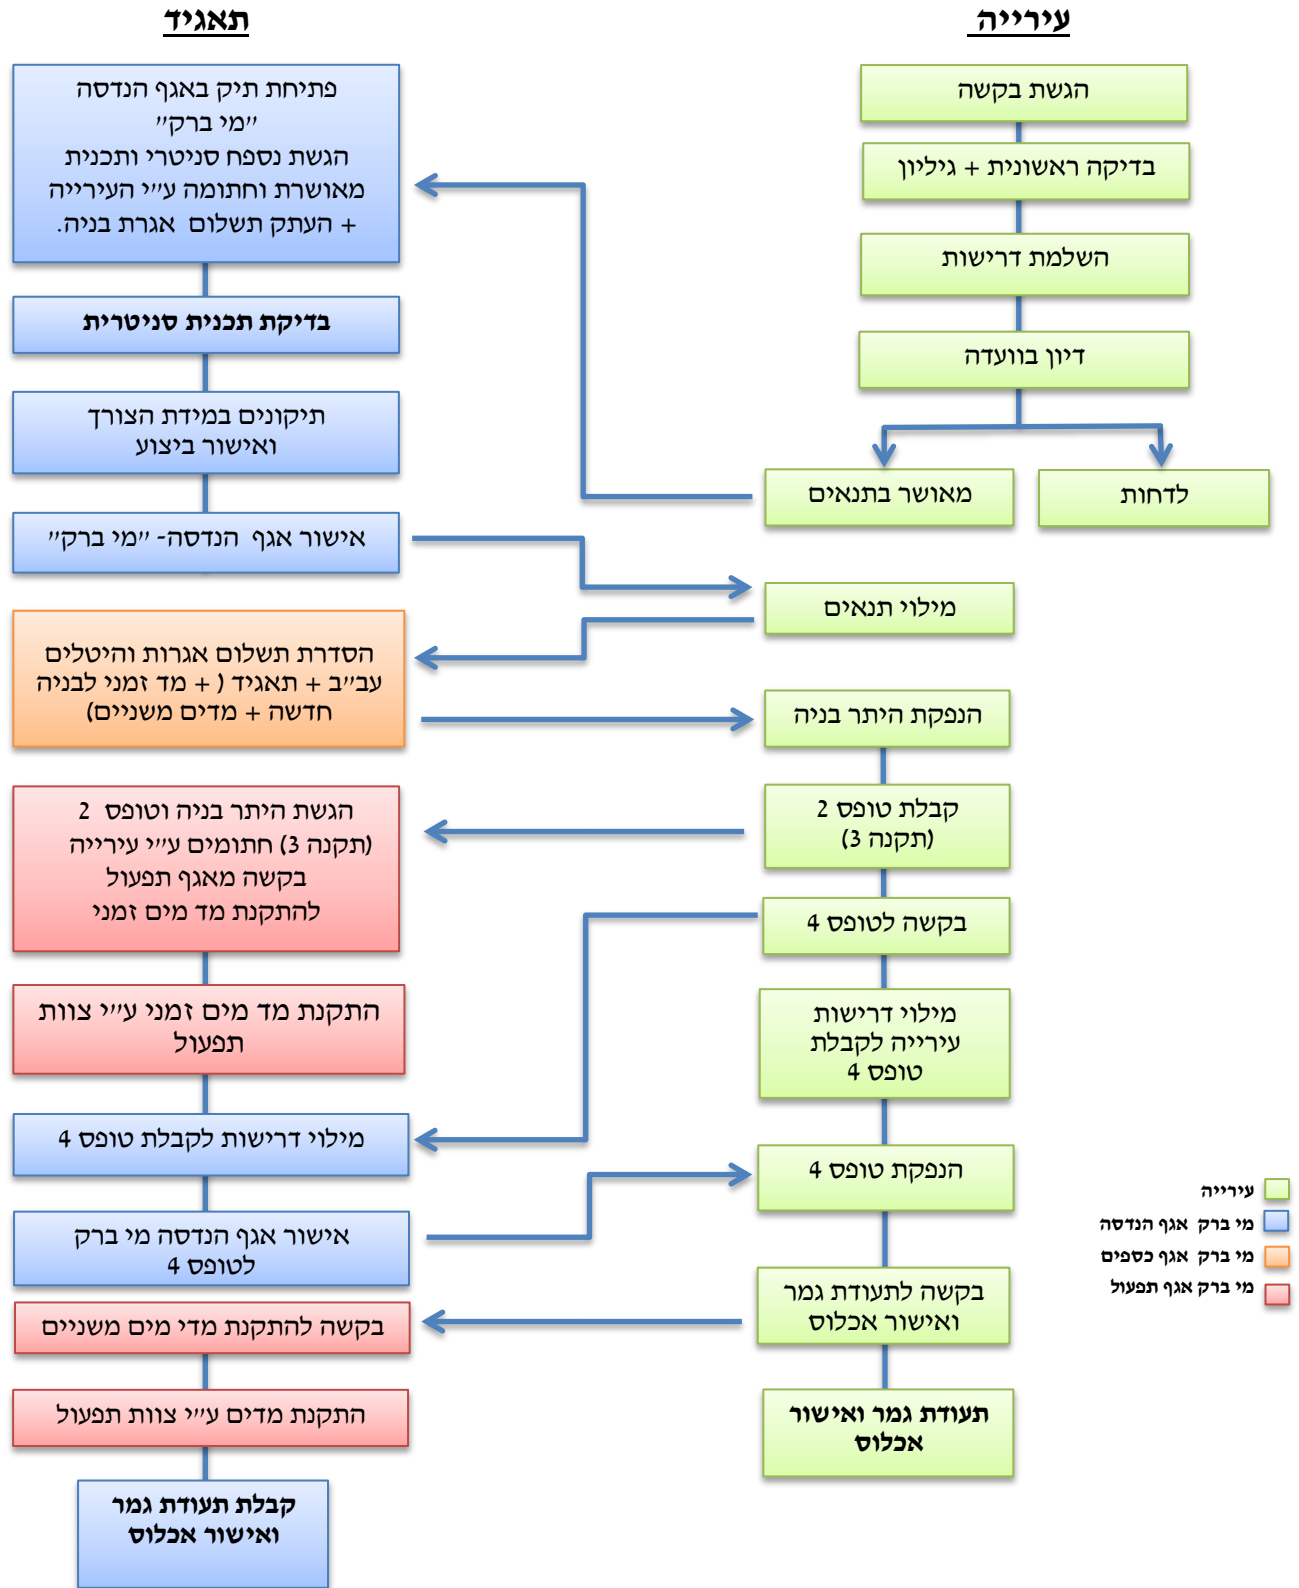 עירייה
הגשת בקשה
בדיקה ראשונית + גיליון
השלמת דרישות
דיון בוועדה
לדחות
מאושר בתנאים
מילוי תנאים
הנפקת היתר בניה
קבלת טופס 2
(תקנה 3)
בקשה לטופס 4
מילוי דרישות
עירייה לקבלת
טופס 4
הנפקת טופס 4
בקשה לתעודת גמר
ואישור אכלוס
תעודת גמר ואישור
אכלוס
תאגיד
פתיחת תיק באגף הנדסה
"מי ברק"
הגשת נספח סניטרי ותכנית
מאושרת וחתומה ע"י העירייה
+ העתק תשלום אגרת בניה.
בדיקת תכנית סניטרית
תיקונים במידת הצורך
ואישור ביצוע
אישור אגף הנדסה- "מי ברק"
הסדרת תשלום אגרות והיטלים
עב"ב + תאגיד ( + מד זמני לבניה
חדשה + מדים משניים)
הגשת היתר בניה וטופס 2
(תקנה 3) חתומים ע"י עירייה
בקשה מאגף תפעול
להתקנת מד מים זמני
התקנת מד מים זמני ע"י צוות
תפעול
מילוי דרישות לקבלת טופס 4
אישור אגף הנדסה מי ברק
לטופס 4
בקשה להתקנת מדי מים משניים
התקנת מדים ע"י צוות תפעול
קבלת תעודת גמר
ואישור אכלוס
עירייה
מי ברק אגף הנדסה
מי ברק אגף כספים
מי ברק אגף תפעול